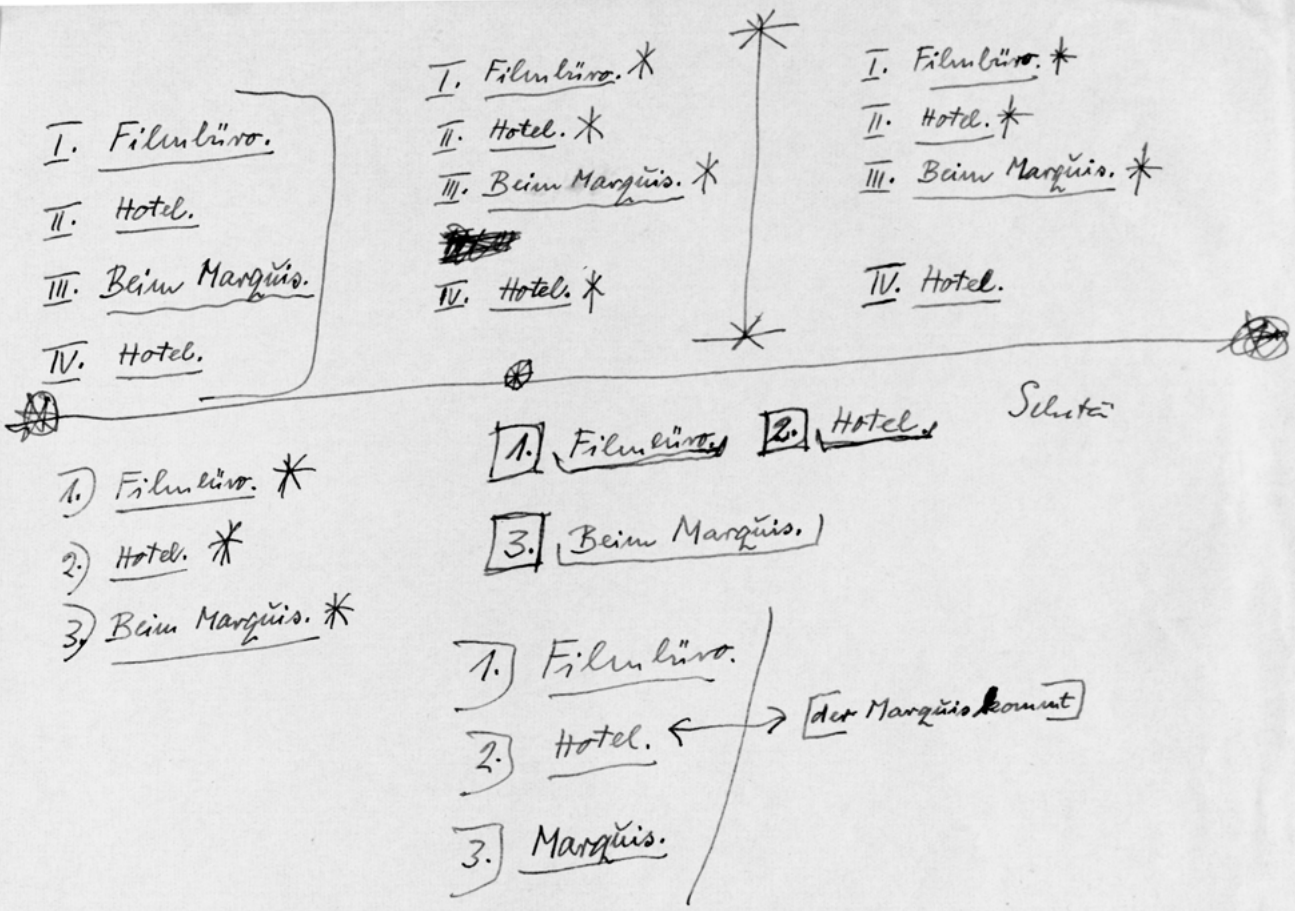 I. Filmbüro.
II. Hotel.
III. Beim Marquis.
IV. Hotel.
I. Filmbüro. *
II. Hotel. *
III. Beim Marquis. *
IV. Hotel. *
I. Filmbüro. *
II. Hotel. *
III. Beim Marquis. *
IV. Hotel.
1.) Filmbüro. *
2.) Hotel. *
3.) Beim Marquis. *
1. Filmbüro. 2. Hotel.
3. Beim Marquis.
1.) Filmbüro.
2.) Hotel. ↔ [der Marquis kommt]
3.) Marquis.